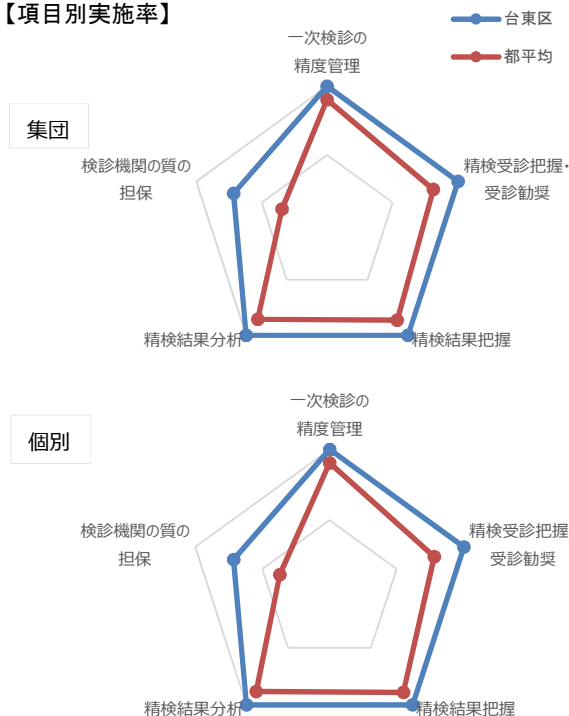 【項目別実施率】
台東区
都平均
集団
一次検診の
精度管理
精検受診把握・
受診勧奨
精検結果把握
精検結果分析
検診機関の質の
担保
個別
一次検診の
精度管理
精検受診把握
受診勧奨
精検結果把握
精検結果分析
検診機関の質の
担保